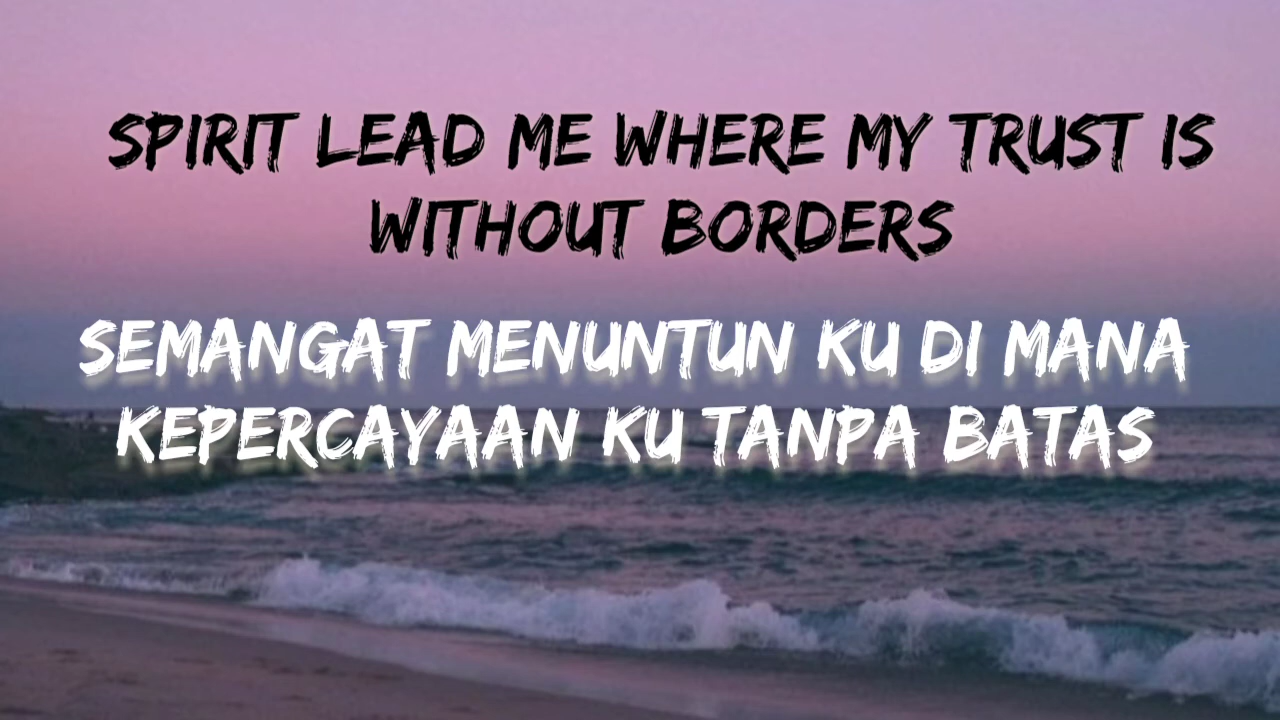 SPIRIT LEAD ME WHERE MY TRUST IS
WITHOUT BORDERS
SEMANGAT MENUNTUN KU DI MANA
KEPERCAYAAN KU TANPA BATAS